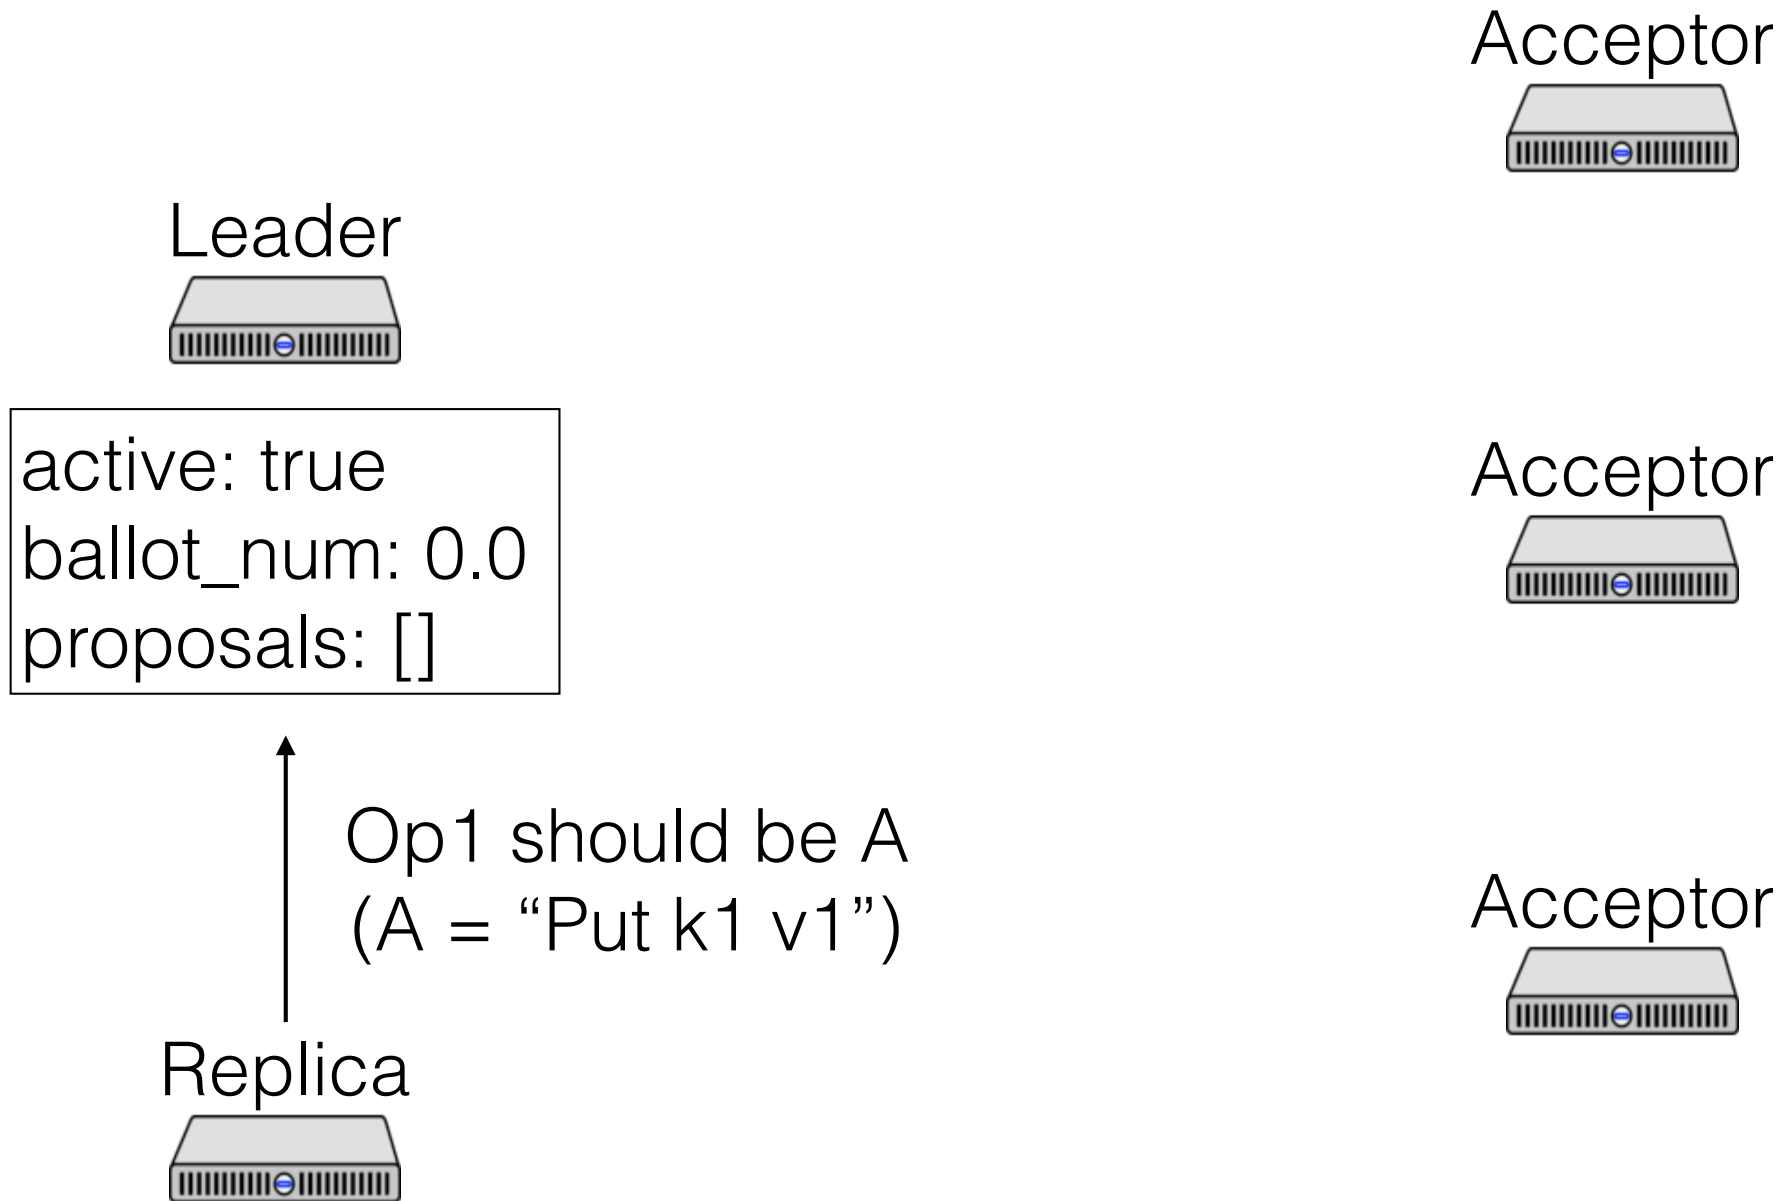 Leader
active: true
ballot_num: 0.0
proposals: []
Op1 should be A
(A = “Put k1 v1”)
Replica
Acceptor
Acceptor
Acceptor